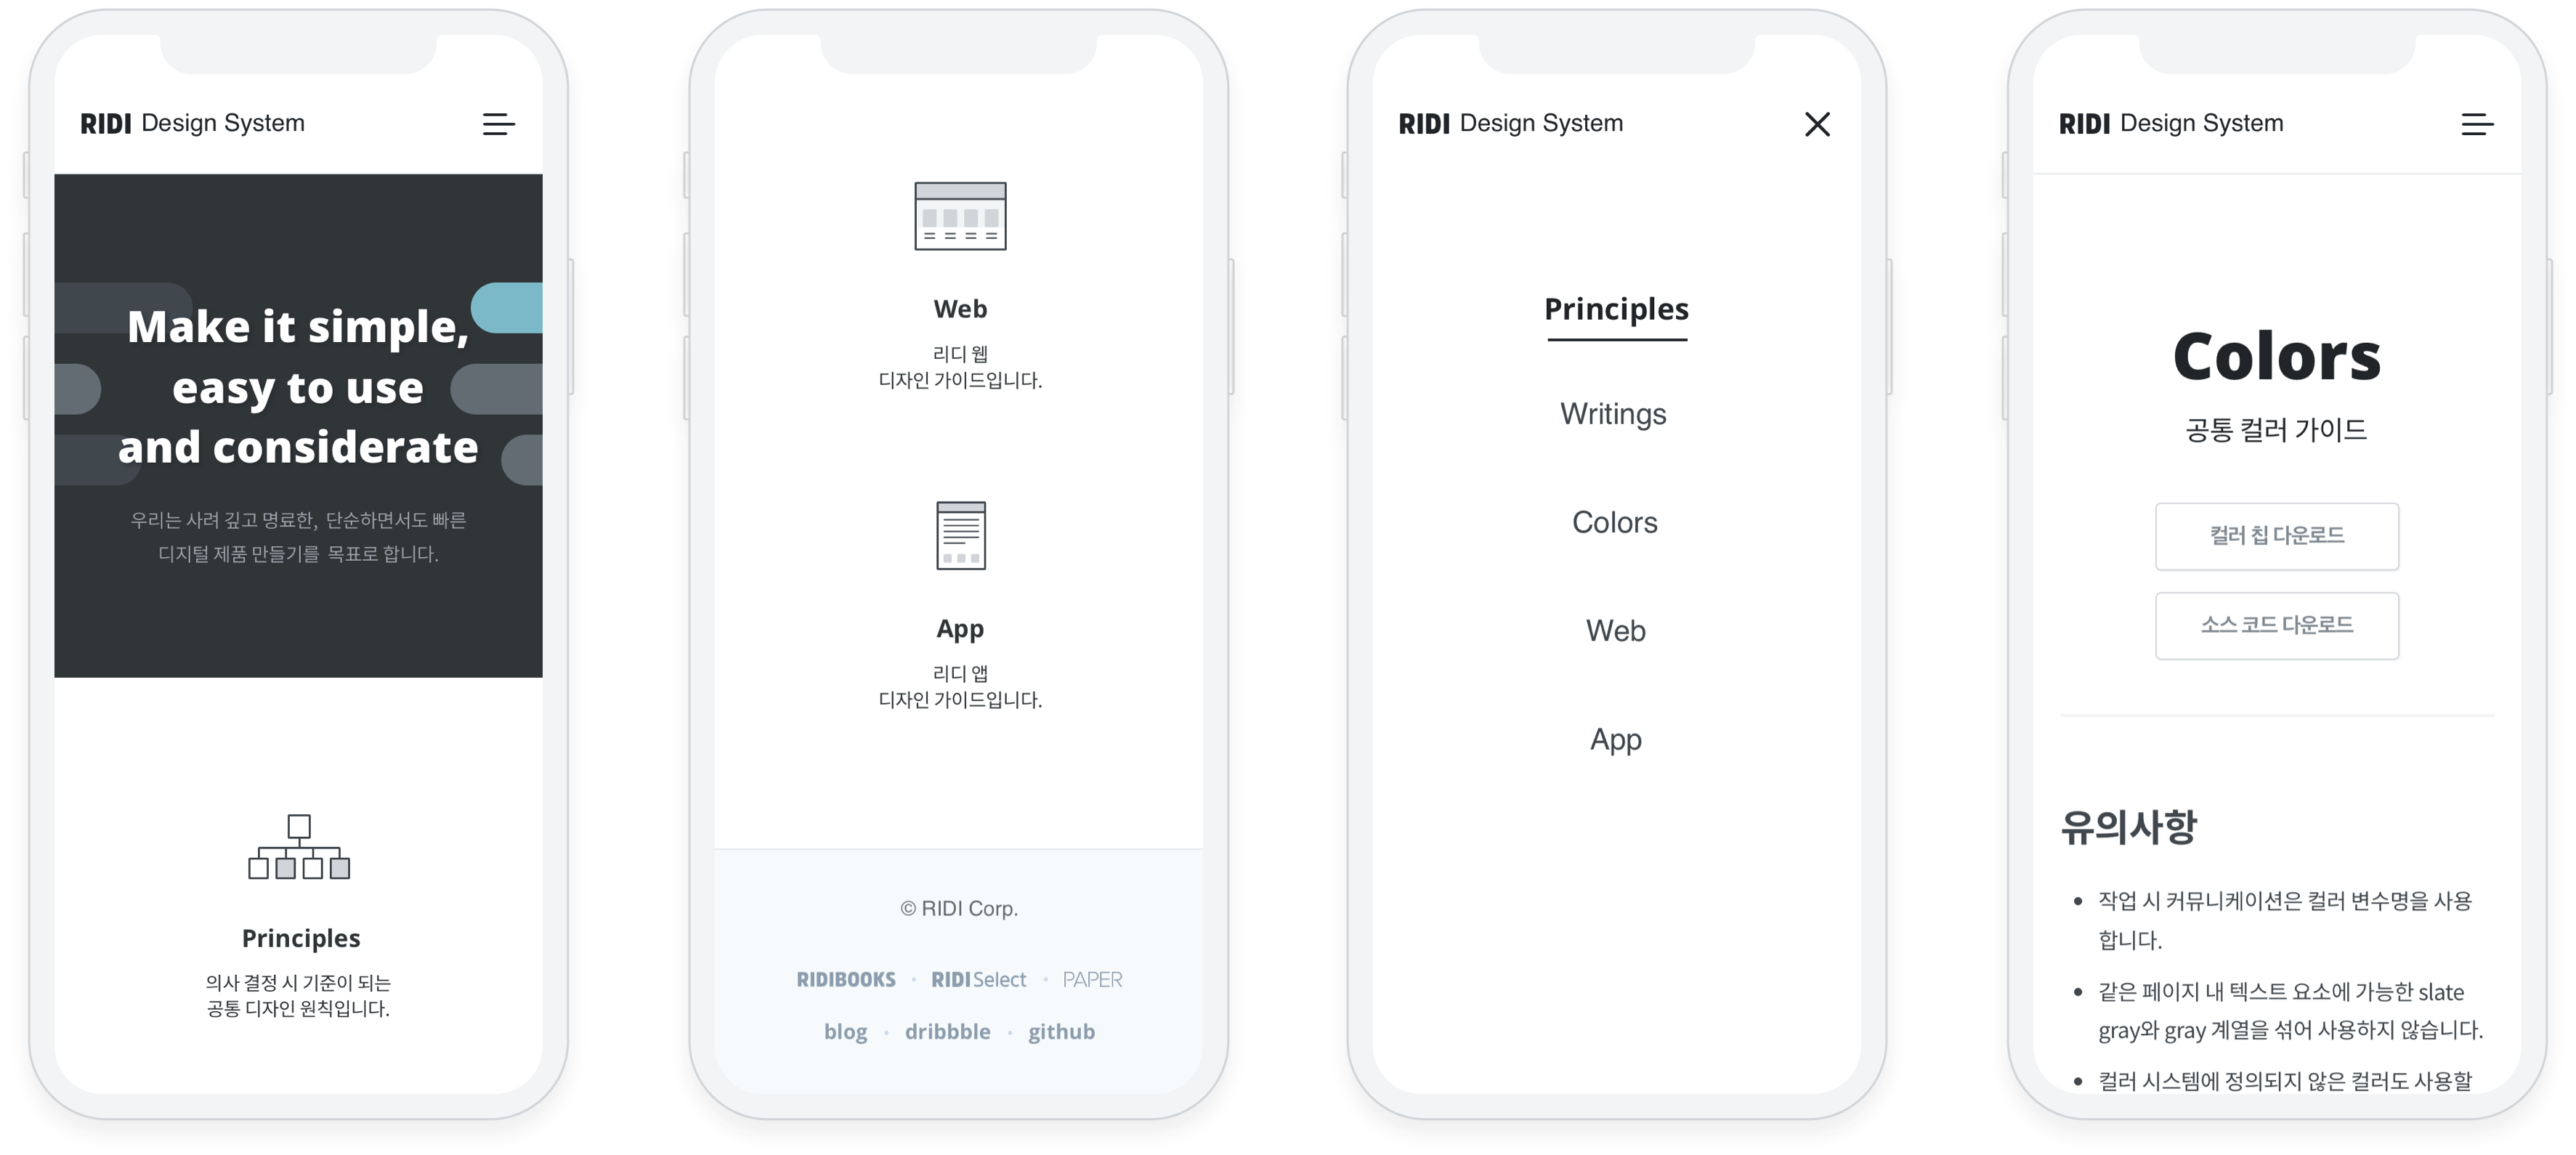 RIDI Design System
Make it simple,
easy to use
and considerate
우리는 사려 깊고 명료한, 단순하면서도 빠른
디지털 제품 만들기를 목표로 합니다.
Principles
의사 결정 시 기준이 되는
공통 디자인 원칙입니다.
Web
리디 웹
디자인 가이드입니다.
App
리디 앱
디자인 가이드입니다.
© RIDI Corp.
RIDIBOOKS · RIDI Select · PAPER
blog · dribbble · github
RIDI Design System
Principles
Writings
Colors
Web
App
RIDI Design System
Colors
공통 컬러 가이드
컬러 칩 다운로드
소스 코드 다운로드
유의사항
• 작업 시 커뮤니케이션은 컬러 변수명을 사용
합니다.
• 같은 페이지 내 텍스트 요소에 가능한 slate
gray와 gray 계열을 섞어 사용하지 않습니다.
• 컬러 시스템에 정의되지 않은 컬러도 사용할